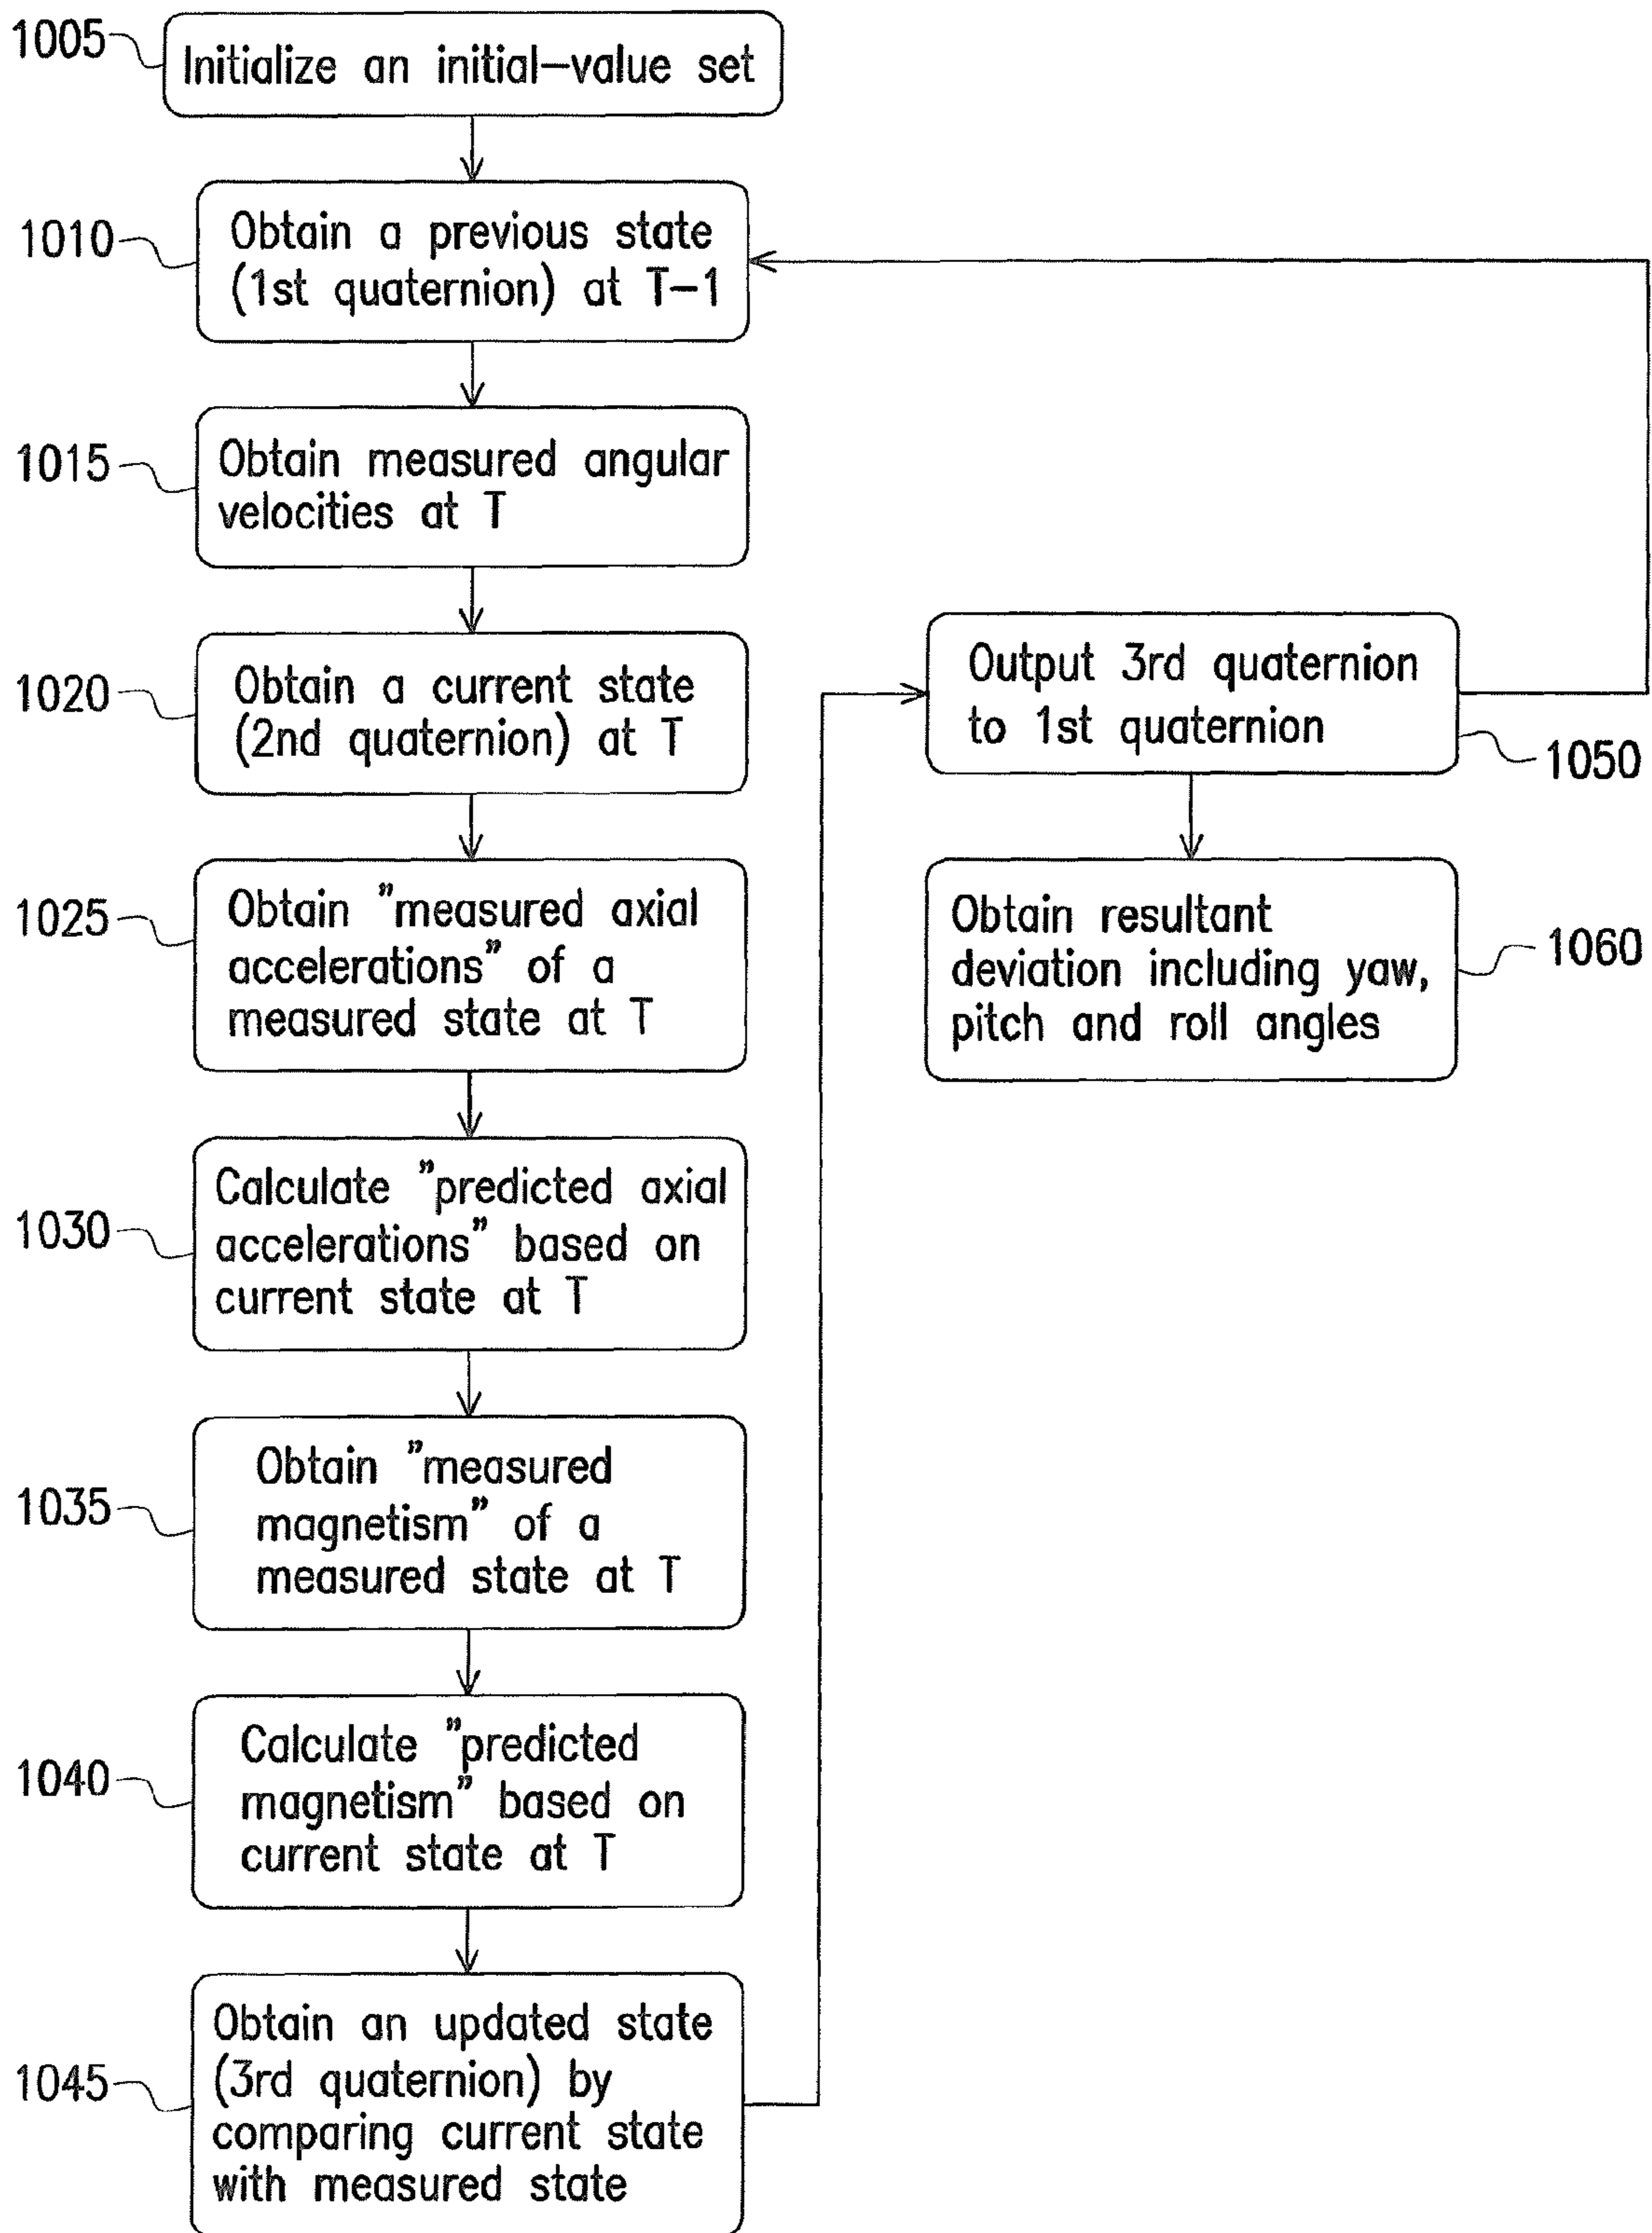 1005
Initialize an initial-value set
1010
Obtain a previous state
(1st quaternion) at T-1
1015
Obtain measured angular
velocities at T
1020
Obtain a current state
(2nd quaternion) at T
1025
Obtain "measured axial
accelerations" of a
measured state at T
1030
Calculate "predicted axial
accelerations" based on
current state at T
1035
Obtain "measured
magnetism" of a
measured state at T
1040
Calculate "predicted
magnetism" based on
current state at T
1045
Obtain an updated state
(3rd quaternion) by
comparing current state
with measured state
Output 3rd quaternion
to 1st quaternion
1050
Obtain resultant
deviation including yaw,
pitch and roll angles
1060